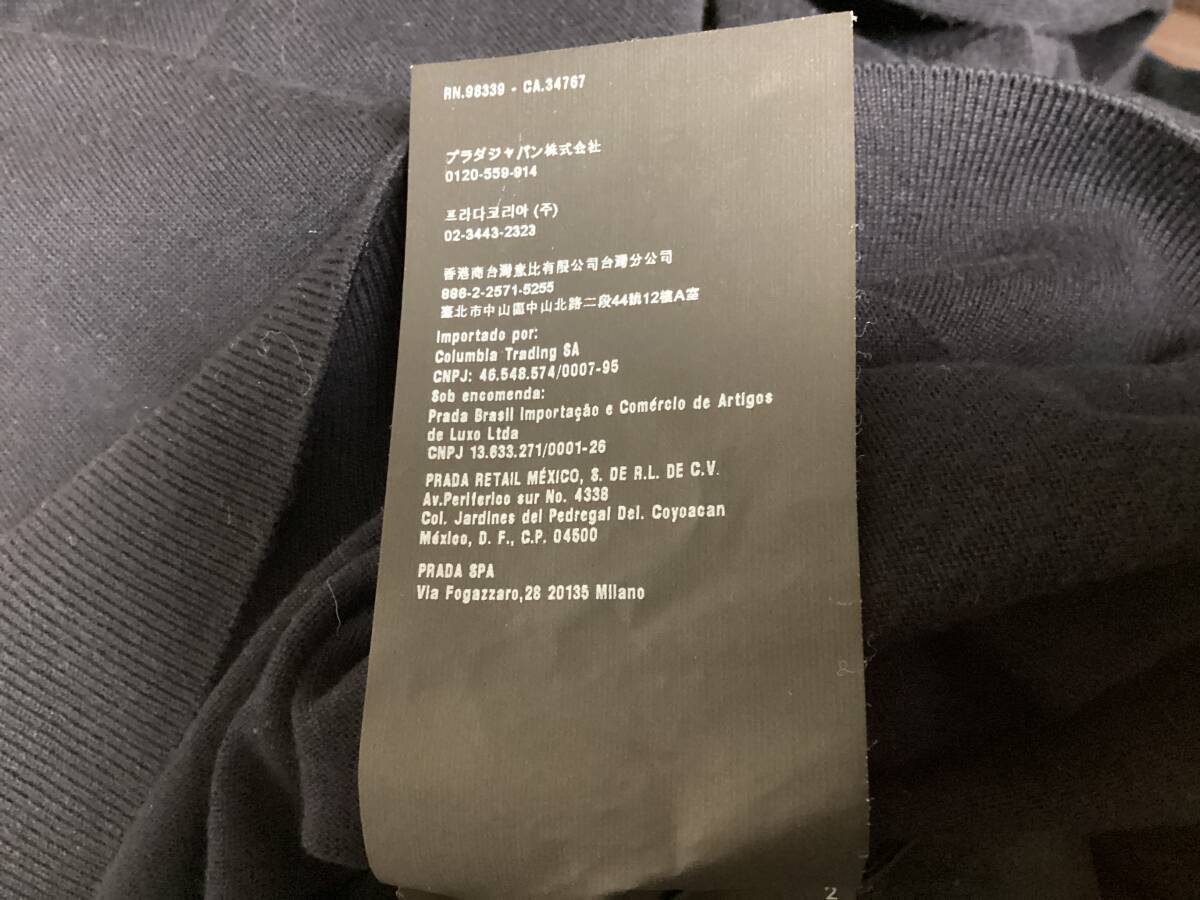 RN.98339 - CA.34767
プラダジャパン株式会社
0120-559-914
프라다코리아 (주)
02-3443-2323
香港商台灣惠比有限公司台灣分公司
886-2-2571-5255
臺北市中山區中山北路二段44號12樓A室
Importado por:
Columbia Trading SA
CNPJ: 46.548.574/0007-95
Sob encomenda:
Prada Brasil Importação e Comércio de Artigos
de Luxo Ltda
CNPJ 13.633.271/0001-26
PRADA RETAIL MÉXICO, S. DE R.L. DE C.V.
Av.Periferico sur No. 4338
Col. Jardines del Pedregal Del. Coyoacan
México, D. F., C.P. 04500
PRADA SPA
Via Fogazzaro,28 20135 Milano
2